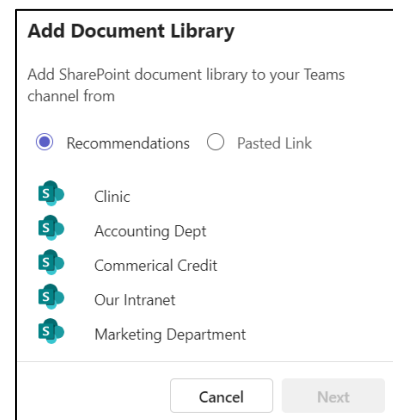 Add Document Library
Add SharePoint document library to your Teams
channel from
Recommendations
Pasted Link
S
Clinic
S
Accounting Dept
S
Commerical Credit
S
Our Intranet
S
Marketing Department
Cancel
Next